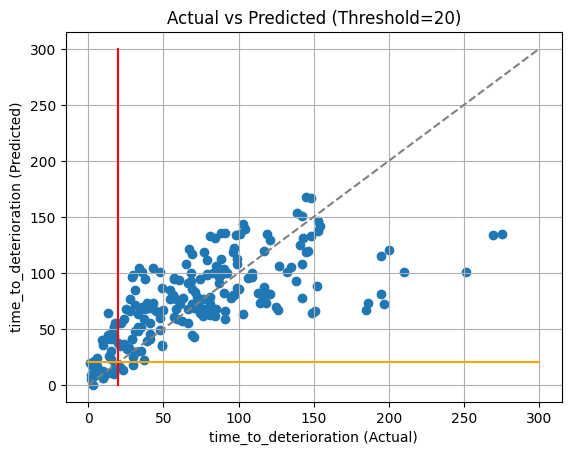 Actual vs Predicted (Threshold=20)
300
250
200
150
100
50
0
time_to_deterioration (Predicted)
0 50 100 150 200 250 300
time_to_deterioration (Actual)